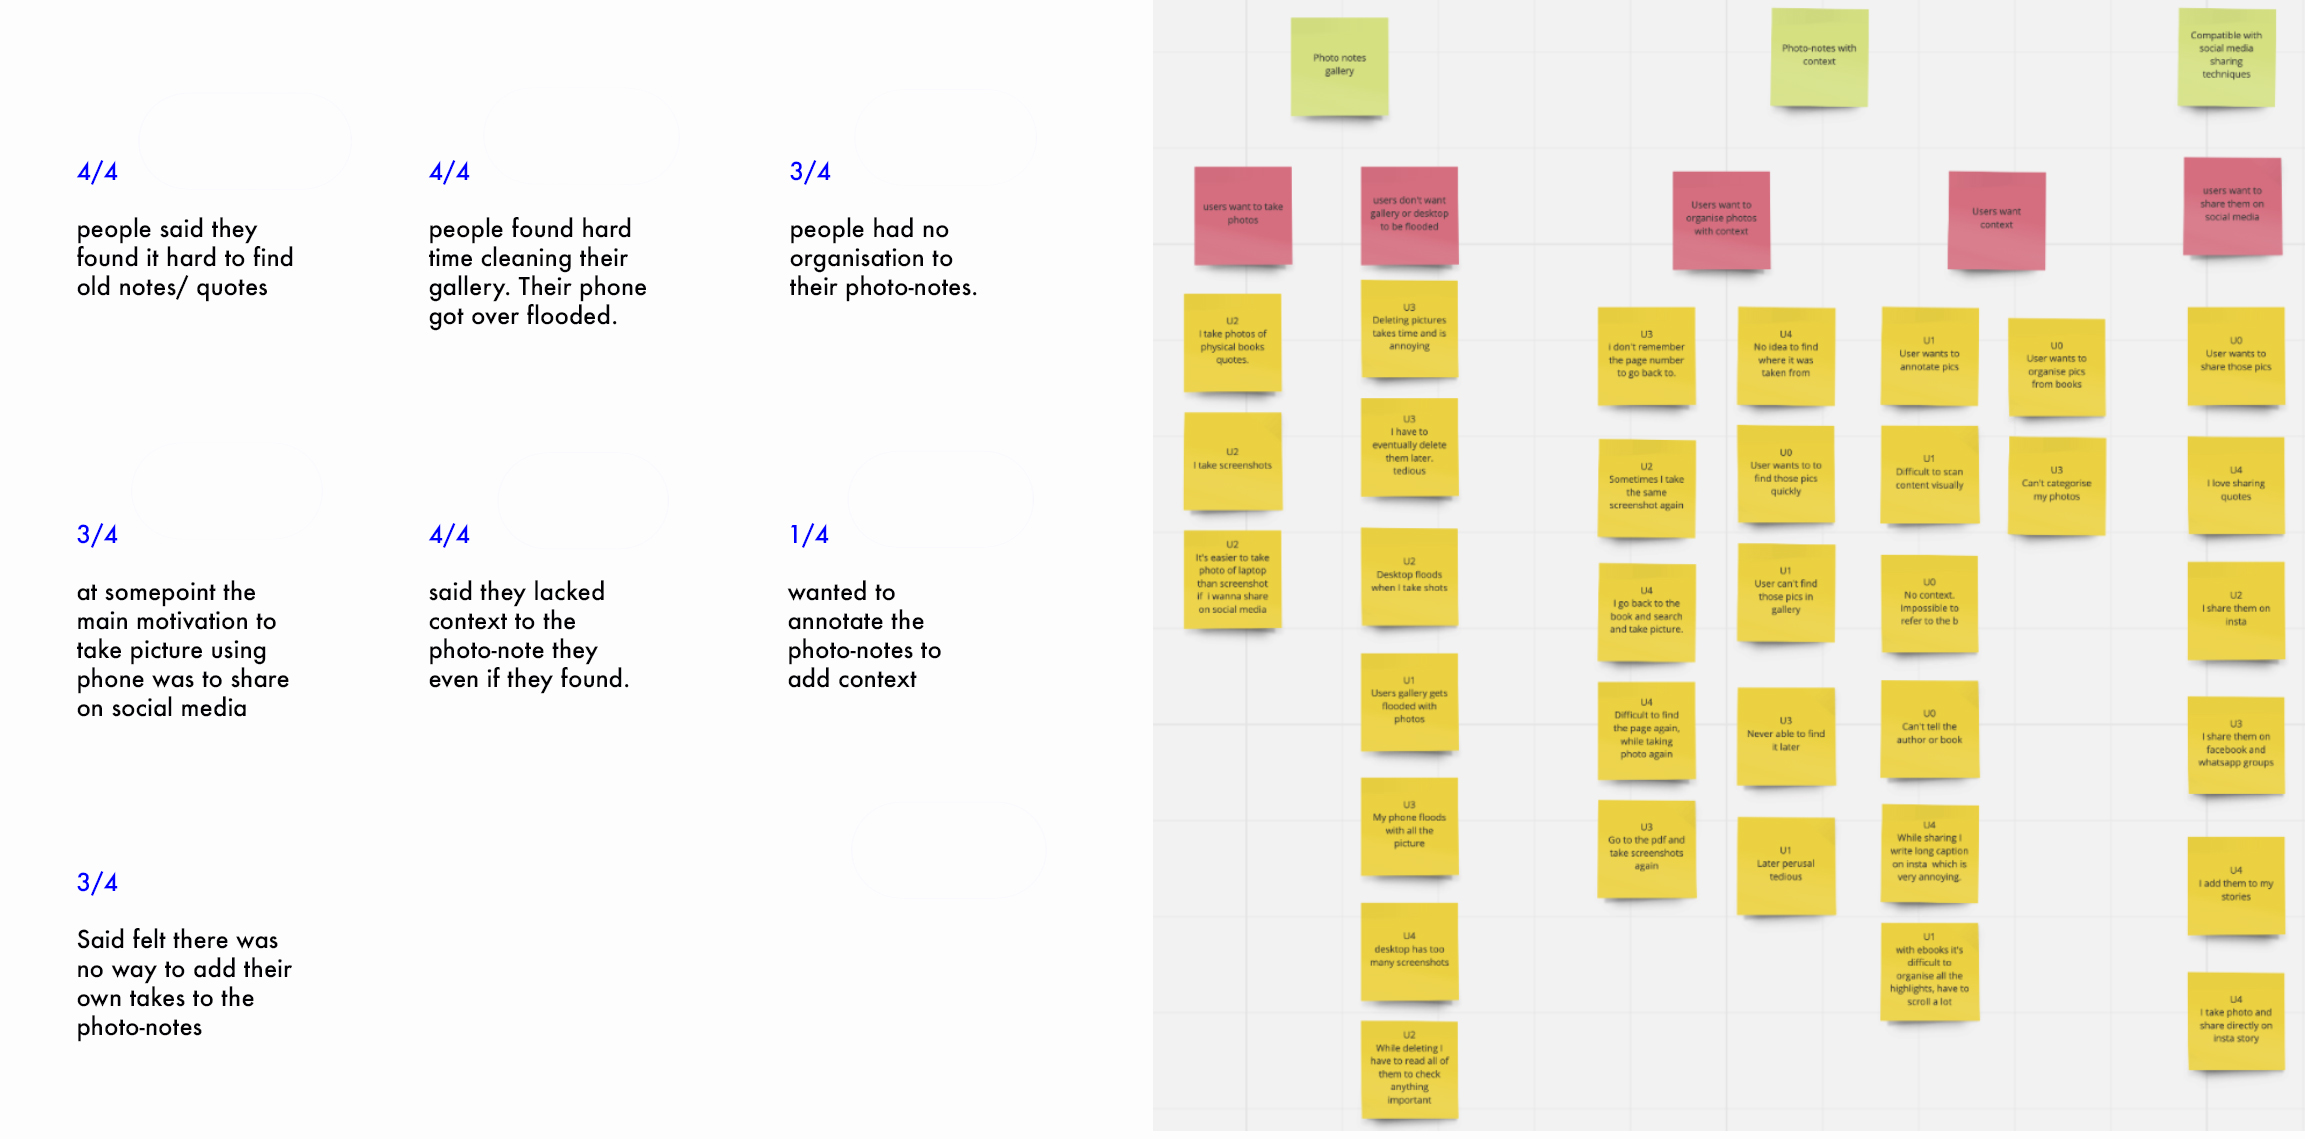 4/4
people said they
found it hard to find
old notes/ quotes
4/4
people found hard
time cleaning their
gallery. Their phone
got over flooded.
3/4
people had no
organisation to
their photo-notes.
3/4
at somepoint the
main motivation to
take picture using
phone was to share
on social media
4/4
said they lacked
context to the
photo-note they
even if they found.
1/4
wanted to
annotate the
photo-notes to
add context
3/4
Said felt there was
no way to add their
own takes to the
photo-notes
Photo notes
gallery
Photo-notes with
context
Compatible with
social media
sharing
techniques
users want to take
photos
users don't want
gallery or desktop
to be flooded
Users want to
organise photos
with context
Users want
context
users want to
share them on
social media
U2
I take photos of
physical books
quotes.
U2
I take screenshots
U2
It's easier to take
photo of laptop
than screenshot
if i wanna share
on social media
U3
Deleting pictures
takes time and is
annoying
U3
I have to
eventually delete
them later.
tedious
U2
Desktop floods
when I take shots
U1
Users gallery gets
flooded with
photos
U3
My phone floods
with all the
picture
U4
desktop has too
many screenshots
U2
While deleting I
have to read all of
them to check
anything
important
U3
i don't remember
the page number
to go back to.
U2
Sometimes I take
the same
screenshot again
U4
I go back to the
book and search
and take picture.
U4
Difficult to find
the page again,
while taking
photo again
U3
Go to the pdf and
take screenshots
again
U4
No idea to find
where it was
taken from
U0
User wants to to
find those pics
quickly
U1
User can't find
those pics in
gallery
U3
Never able to find
it later
U1
Later perusal
tedious
U1
User wants to
annotate pics
U1
Difficult to scan
content visually
U0
No context.
Impossible to
refer to the b
U0
Can't tell the
author or book
U4
While sharing I
write long caption
on insta which is
very annoying.
U1
with ebooks it's
difficult to
organise all the
highlights, have to
scroll a lot
U0
User wants to
organise pics
from books
U3
Can't categorise
my photos
U0
User wants to
share those pics
U4
I love sharing
quotes
U2
I share them on
insta
U3
I share them on
facebook and
whatsapp groups
U4
I add them to my
stories
U4
I take photo and
share directly on
insta story